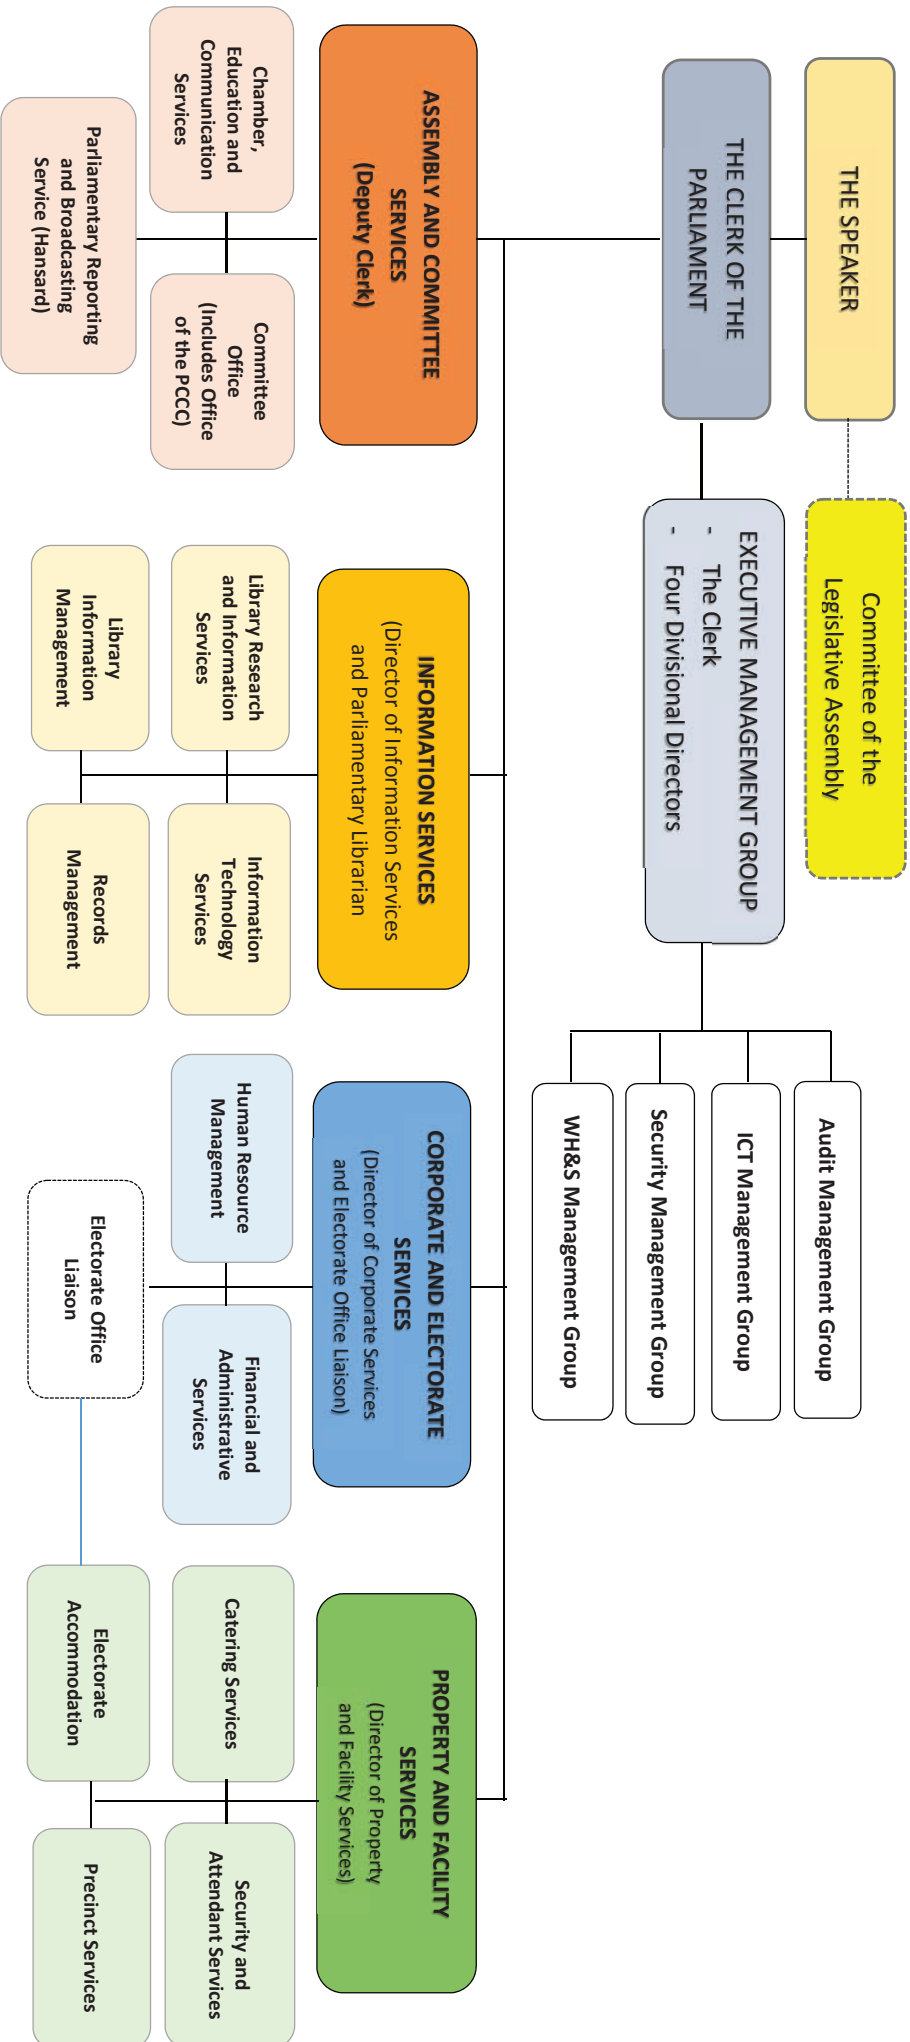 THE SPEAKER
Committee of the
Legislative Assembly
THE CLERK OF THE
PARLIAMENT
EXECUTIVE MANAGEMENT GROUP
- The Clerk
- Four Divisional Directors
Audit Management Group
ICT Management Group
Security Management Group
WH&S Management Group
ASSEMBLY AND COMMITTEE
SERVICES
(Deputy Clerk)
Chamber,
Education and
Communication
Services
Committee
Office
(Includes Office
of the PCCC)
Parliamentary Reporting
and Broadcasting
Service (Hansard)
INFORMATION SERVICES
(Director of Information Services
and Parliamentary Librarian
Library Research
and Information
Services
Information
Technology
Services
Library
Information
Management
Records
Management
CORPORATE AND ELECTORATE
SERVICES
(Director of Corporate Services
and Electorate Office Liaison)
Human Resource
Management
Financial and
Administrative
Services
Electorate Office
Liaison
PROPERTY AND FACILITY
SERVICES
(Director of Property
and Facility Services)
Catering Services
Security and
Attendant Services
Electorate
Accommodation
Precinct Services